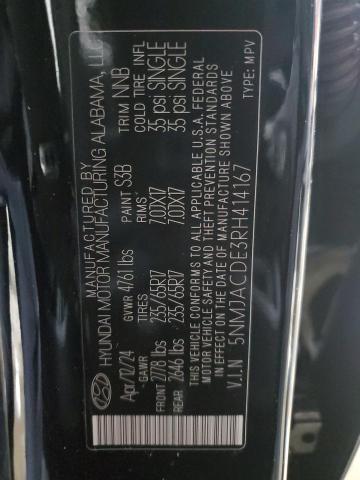 MANUFACTURED BY
HYUNDAI MOTOR MANUFACTURING ALABAMA, LLC
Apr/12/24 GVWR 4761 lbs PAINT S3B TRIM NNB
GAWR TIRES RIMS COLD TIRE INFL
FRONT 2778 lbs 235/65R17 7.0JX17 35 psi SINGLE
REAR 2646 lbs 235/65R17 7.0JX17 35 psi SINGLE
THIS VEHICLE CONFORMS TO ALL APPLICABLE U.S.A. FEDERAL
MOTOR VEHICLE SAFETY, BUMPER, AND THEFT PREVENTION
STANDARDS IN EFFECT ON THE DATE OF MANUFACTURE SHOWN ABOVE
V.I.N 5NMJACDE3RH414167 TYPE: MPV